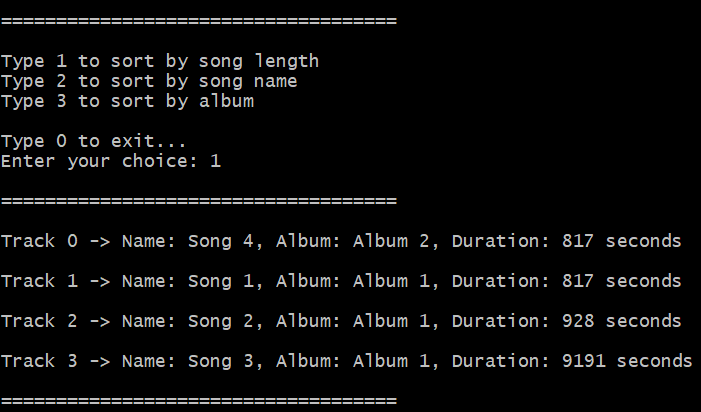 ====================================
Type 1 to sort by song length
Type 2 to sort by song name
Type 3 to sort by album
Type 0 to exit...
Enter your choice: 1
====================================
Track 0 -> Name: Song 4, Album: Album 2, Duration: 817 seconds
Track 1 -> Name: Song 1, Album: Album 1, Duration: 817 seconds
Track 2 -> Name: Song 2, Album: Album 1, Duration: 928 seconds
Track 3 -> Name: Song 3, Album: Album 1, Duration: 9191 seconds
====================================